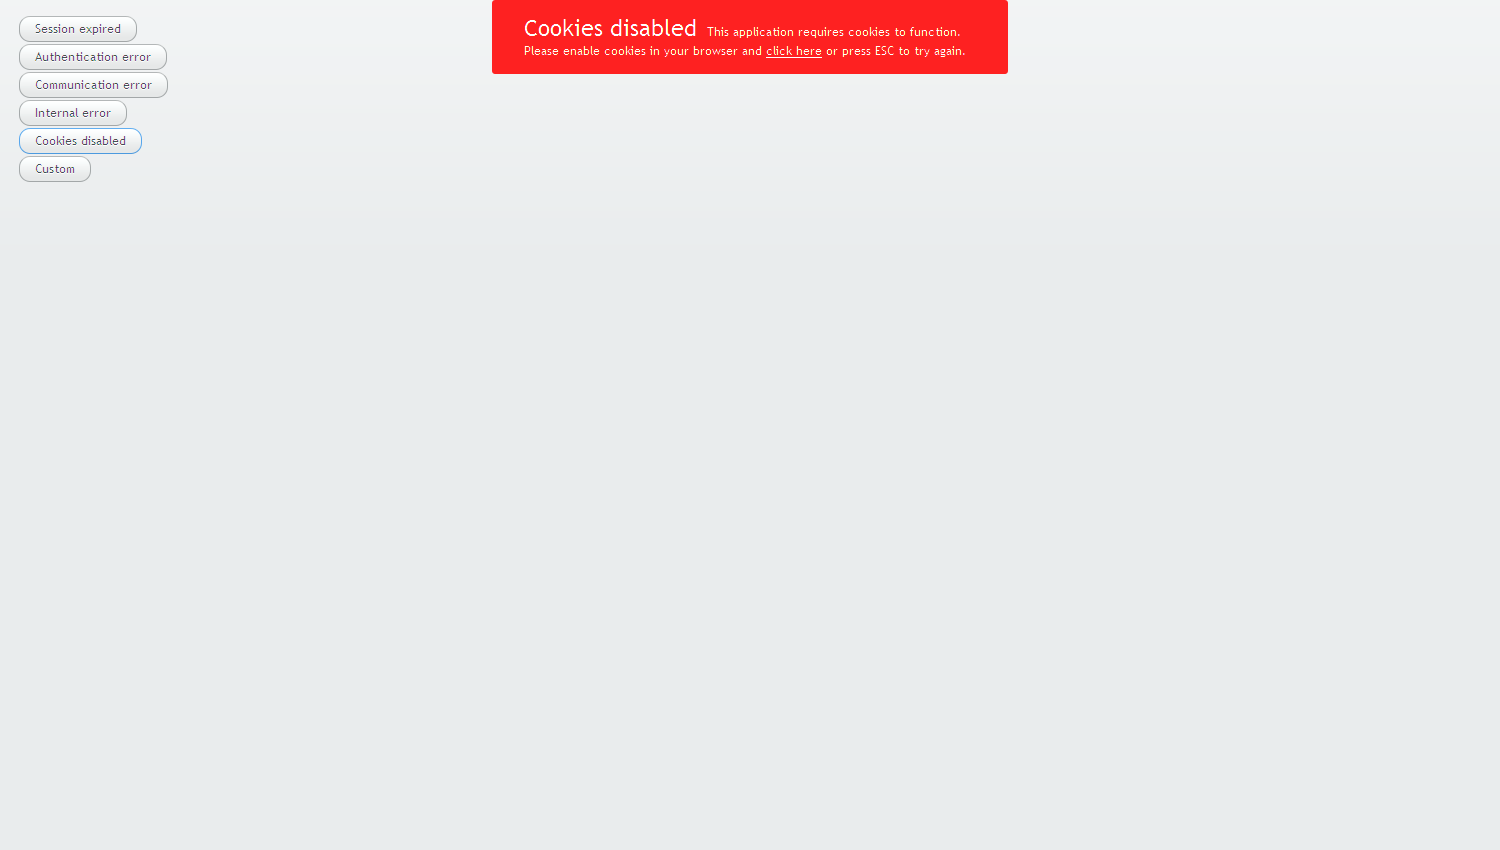 Session expired
Authentication error
Communication error
Internal error
Cookies disabled
Custom
Cookies disabled This application requires cookies to function.
Please enable cookies in your browser and click here or press ESC to try again.